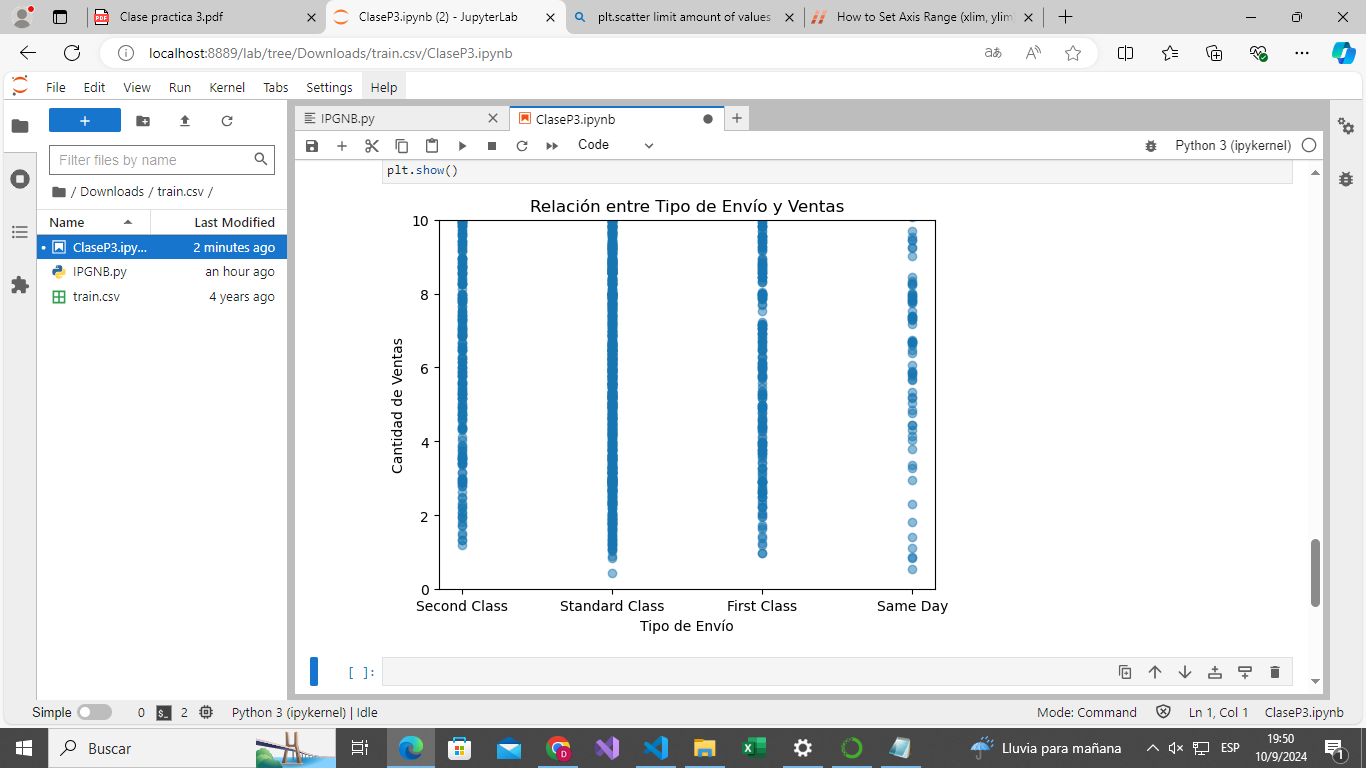 Clase practica 3.pdf
ClaseP3.ipynb (2) - JupyterLab
plt.scatter limit amount of values
How to Set Axis Range (xlim, ylim
localhost:8889/lab/tree/Downloads/train.csv/ClaseP3.ipynb
File Edit View Run Kernel Tabs Settings Help
IPGNB.py
ClaseP3.ipynb
Filter files by name
Code
Python 3 (ipykernel)
/ Downloads / train.csv /
Name Last Modified
ClaseP3.ipy... 2 minutes ago
IPGNB.py an hour ago
train.csv 4 years ago
plt.show()
Relación entre Tipo de Envío y Ventas
10
8
6
4
2
0
Cantidad de Ventas
Second Class Standard Class First Class Same Day
Tipo de Envío
[ ]:
Simple 0 2 Python 3 (ipykernel) | Idle Mode: Command Ln 1, Col 1 ClaseP3.ipynb
Buscar
Lluvia para mañana
ESP
19:50
10/9/2024
1